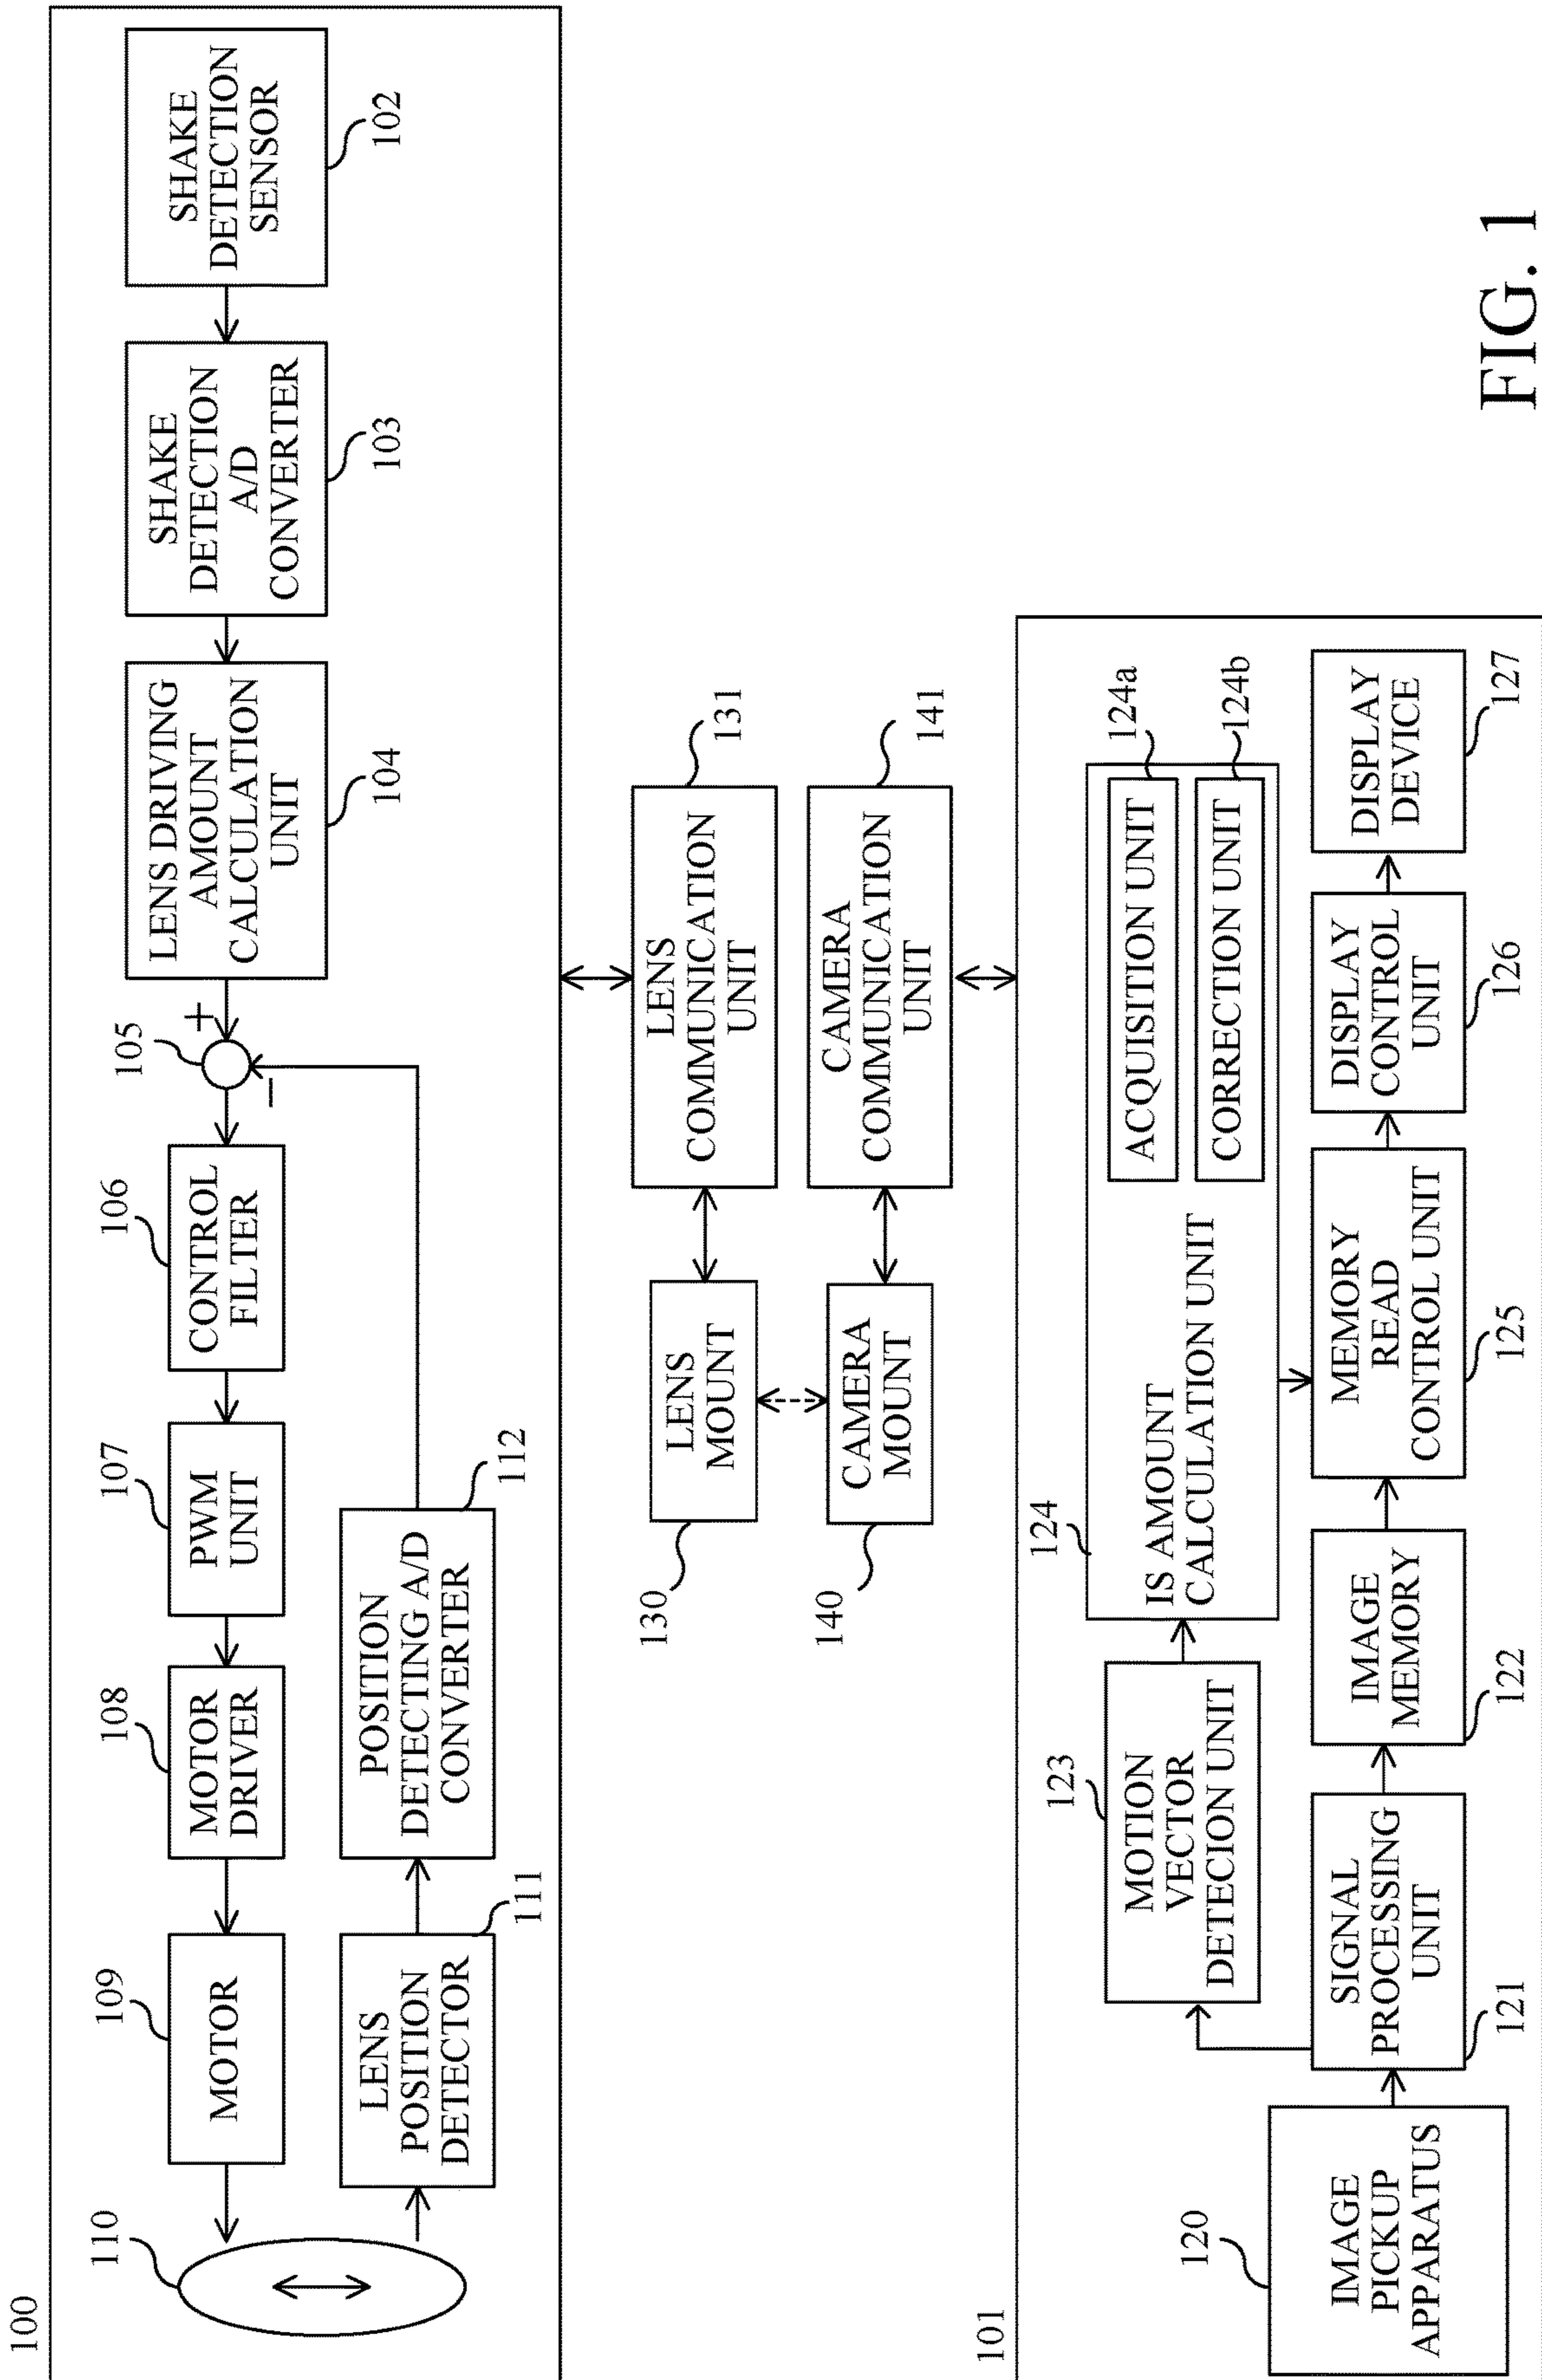 100
110
109
MOTOR
108
MOTOR
DRIVER
107
PWM
UNIT
106
CONTROL
FILTER
105
+
−
LENS DRIVING
AMOUNT
CALCULATION
UNIT
104
SHAKE
DETECTION
A/D
CONVERTER
103
SHAKE
DETECTION
SENSOR
102
LENS
POSITION
DETECTOR
111
POSITION
DETECTING A/D
CONVERTER
112
130
LENS
MOUNT
LENS
COMMUNICATION
UNIT
131
140
CAMERA
MOUNT
CAMERA
COMMUNICATION
UNIT
141
101
120
IMAGE
PICKUP
APPARATUS
123
MOTION
VECTOR
DETECION UNIT
124
IS AMOUNT
CALCULATION UNIT
ACQUISITION UNIT
124a
CORRECTION UNIT
124b
SIGNAL
PROCESSING
UNIT
121
IMAGE
MEMORY
122
MEMORY
READ
CONTROL UNIT
125
DISPLAY
CONTROL
UNIT
126
DISPLAY
DEVICE
127
FIG. 1